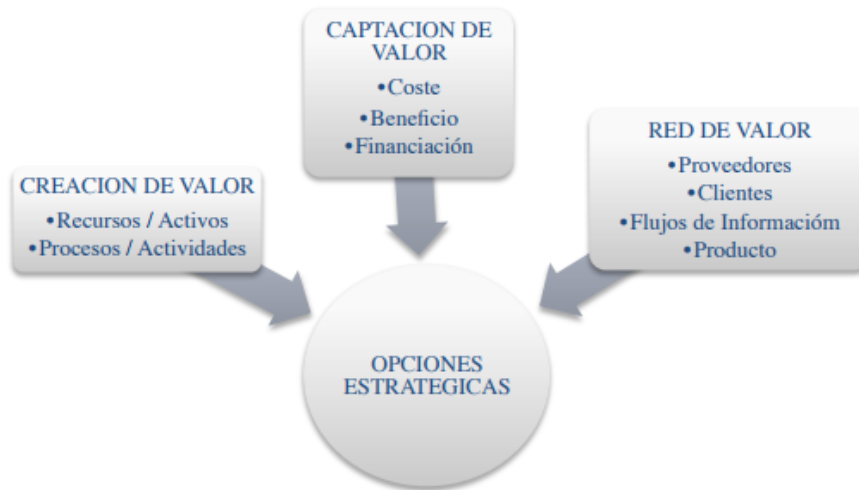 CAPTACION DE
VALOR
•Coste
•Beneficio
•Financiación
RED DE VALOR
•Proveedores
•Clientes
•Flujos de Informacióm
•Producto
CREACION DE VALOR
•Recursos / Activos
•Procesos / Actividades
OPCIONES
ESTRATEGICAS